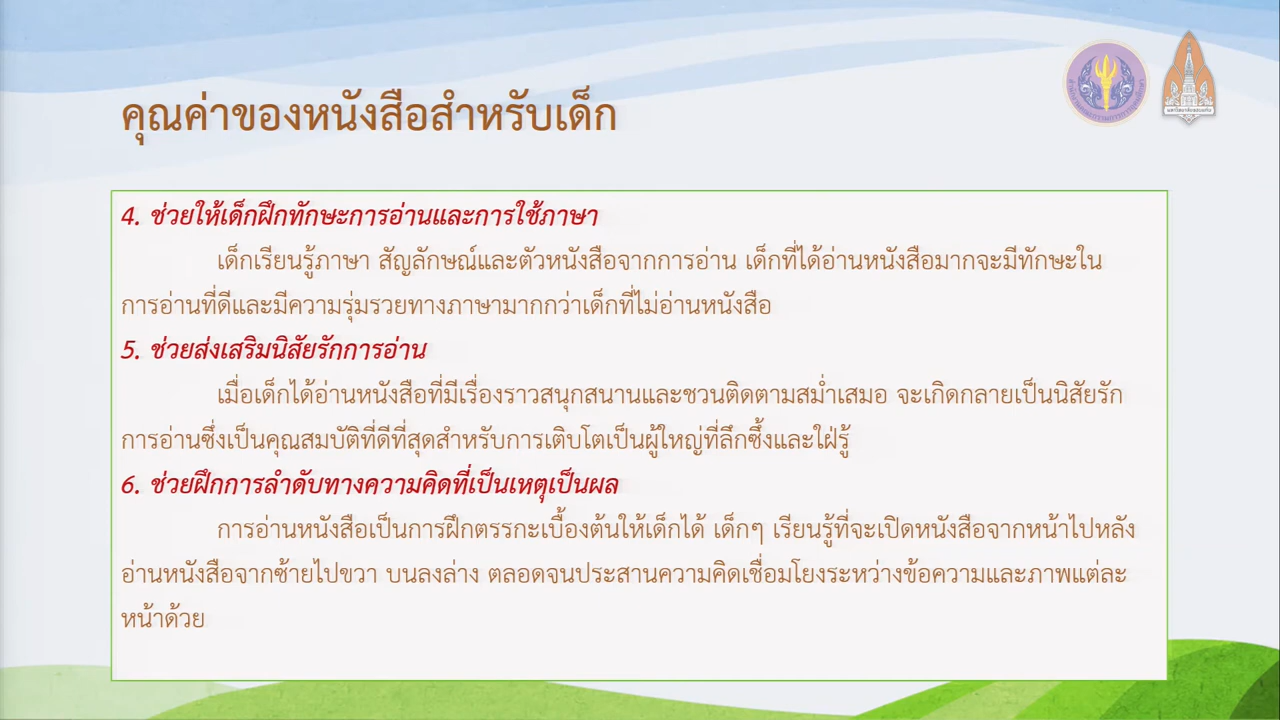 คุณค่าของหนังสือสำหรับเด็ก
4. ช่วยให้เด็กฝึกทักษะการอ่านและการใช้ภาษา
เด็กเรียนรู้ภาษา สัญลักษณ์และตัวหนังสือจากการอ่าน เด็กที่ได้อ่านหนังสือมากจะมีทักษะใน
การอ่านที่ดีและมีความรุ่มรวยทางภาษามากกว่าเด็กที่ไม่อ่านหนังสือ
5. ช่วยส่งเสริมนิสัยรักการอ่าน
เมื่อเด็กได้อ่านหนังสือที่มีเรื่องราวสนุกสนานและชวนติดตามสม่ำเสมอ จะเกิดกลายเป็นนิสัยรัก
การอ่านซึ่งเป็นคุณสมบัติที่ดีที่สุดสำหรับการเติบโตเป็นผู้ใหญ่ที่ลึกซึ้งและใฝ่รู้
6. ช่วยฝึกการลำดับทางความคิดที่เป็นเหตุเป็นผล
การอ่านหนังสือเป็นการฝึกตรรกะเบื้องต้นให้เด็กได้ เด็กๆ เรียนรู้ที่จะเปิดหนังสือจากหน้าไปหลัง
อ่านหนังสือจากซ้ายไปขวา บนลงล่าง ตลอดจนประสานความคิดเชื่อมโยงระหว่างข้อความและภาพแต่ละ
หน้าด้วย